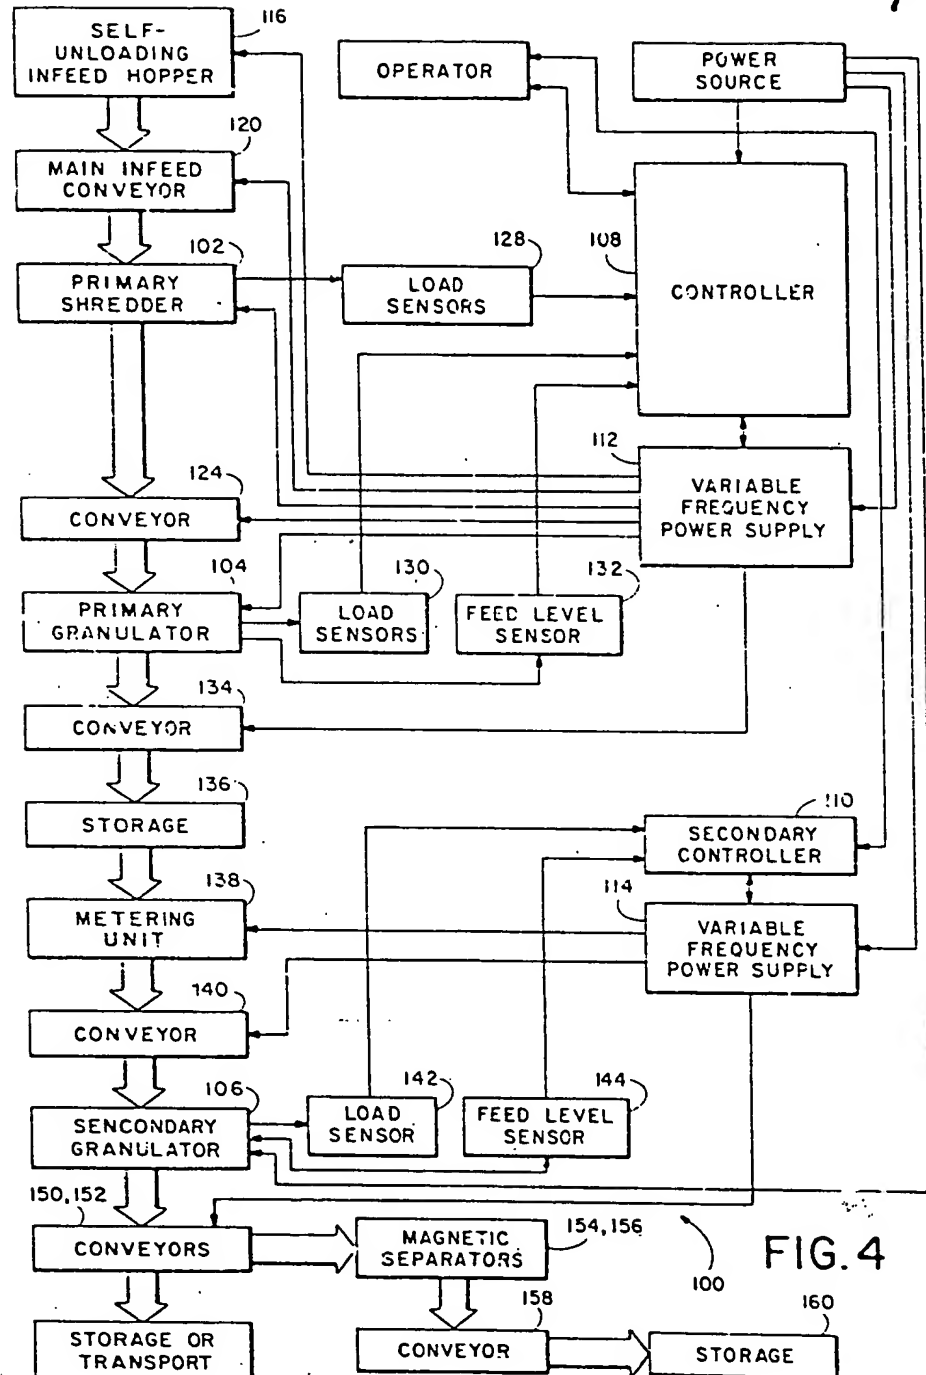 116
SELF-
UNLOADING
INFEED HOPPER
OPERATOR
POWER
SOURCE
120
MAIN INFEED
CONVEYOR
102
PRIMARY
SHREDDER
128
LOAD
SENSORS
108
CONTROLLER
112
VARIABLE
FREQUENCY
POWER SUPPLY
124
CONVEYOR
104
PRIMARY
GRANULATOR
130
LOAD
SENSORS
132
FEED LEVEL
SENSOR
134
CONVEYOR
136
STORAGE
110
SECONDARY
CONTROLLER
138
METERING
UNIT
114
VARIABLE
FREQUENCY
POWER SUPPLY
140
CONVEYOR
106
SENCONDARY
GRANULATOR
142
LOAD
SENSOR
144
FEED LEVEL
SENSOR
150,152
CONVEYORS
MAGNETIC
SEPARATORS
154,156
100
FIG.4
STORAGE OR
TRANSPORT
158
CONVEYOR
160
STORAGE